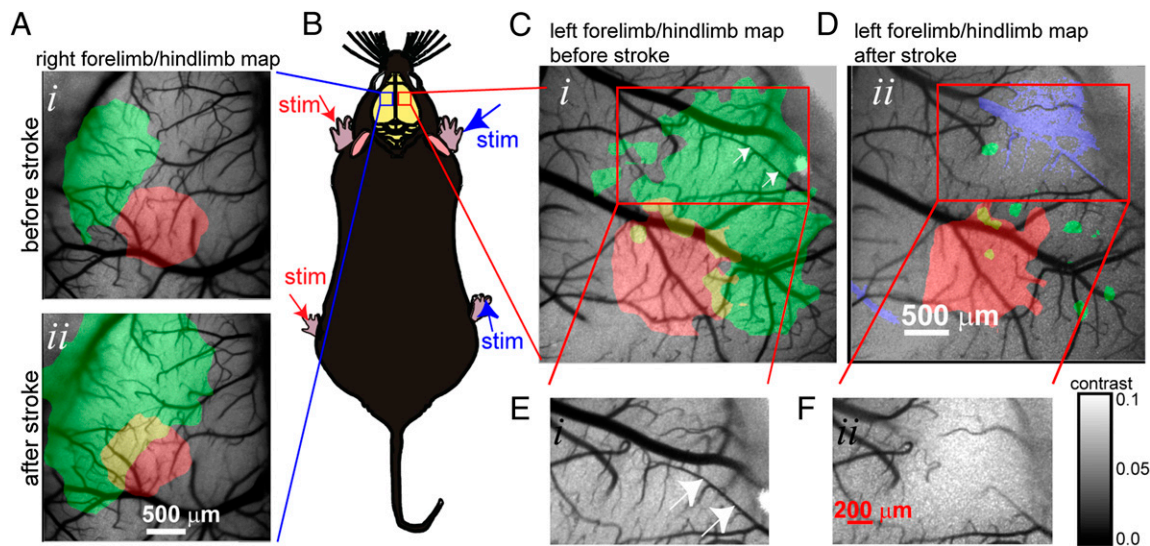 A
right forelimb/hindlimb map
i
before stroke
ii
after stroke
500 μm
B
stim
stim
stim
stim
C
left forelimb/hindlimb map
before stroke
i
D
left forelimb/hindlimb map
after stroke
ii
500 μm
E
i
F
ii
200 μm
contrast
0.1
0.05
0.0